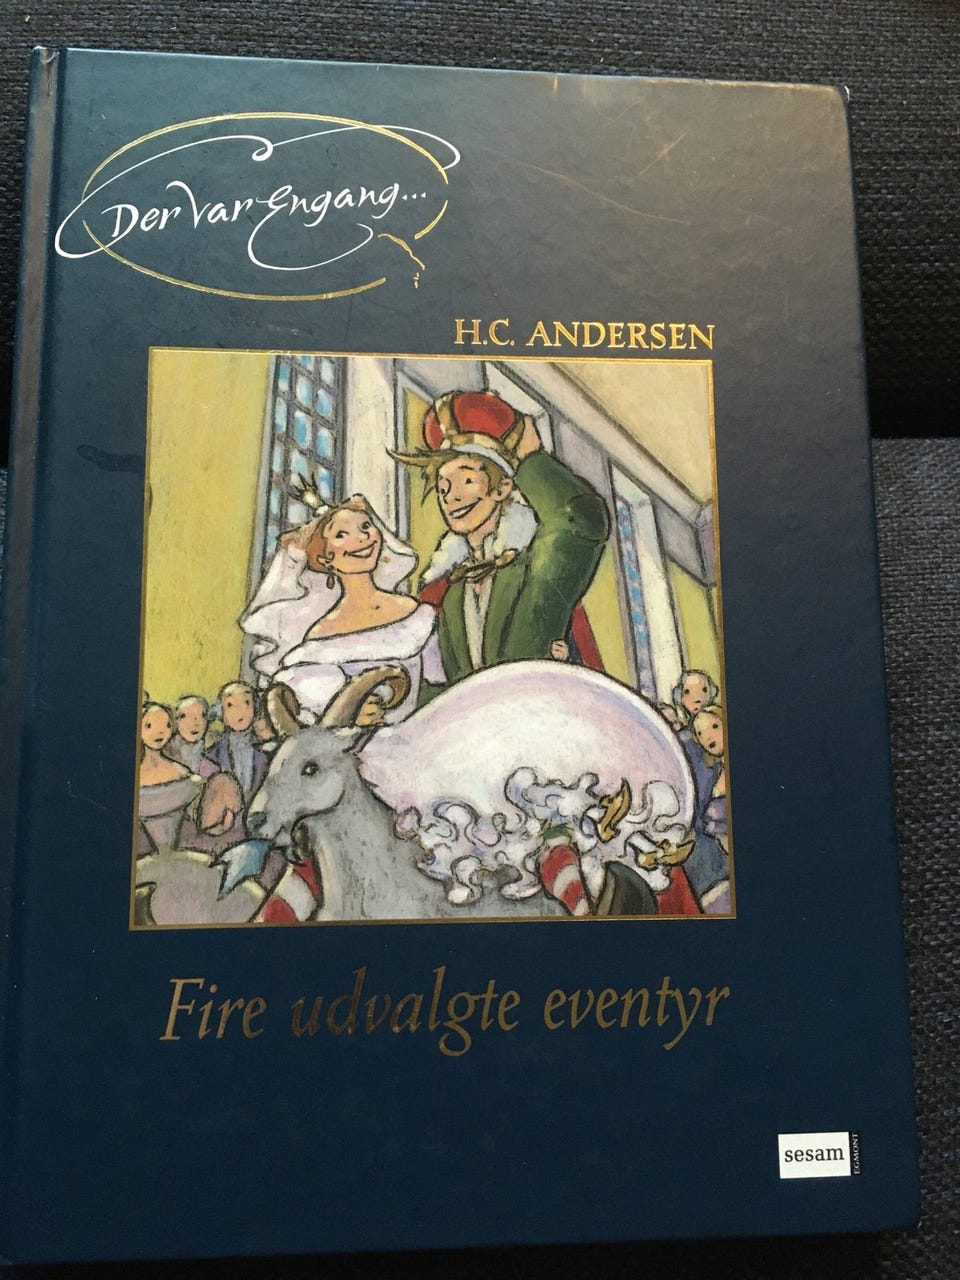 Der Var Engang...
H.C. ANDERSEN
Fire udvalgte eventyr
sesam
EGMONT